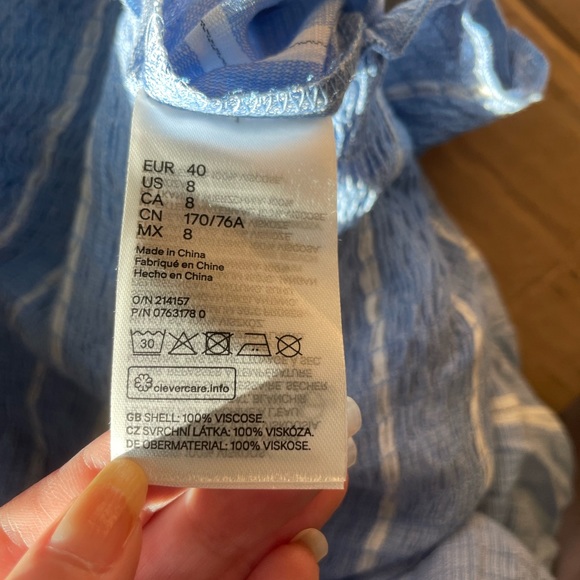 EUR 40
US 8
CA 8
CN 170/76A
MX 8
Made in China
Fabriqué en Chine
Hecho en China
O/N 214157
P/N 0763178 0
30
clevercare.info
GB SHELL: 100% VISCOSE.
CZ SVRCHNÍ LÁTKA: 100% VISKÓZA.
DE OBERMATERIAL: 100% VISKOSE.